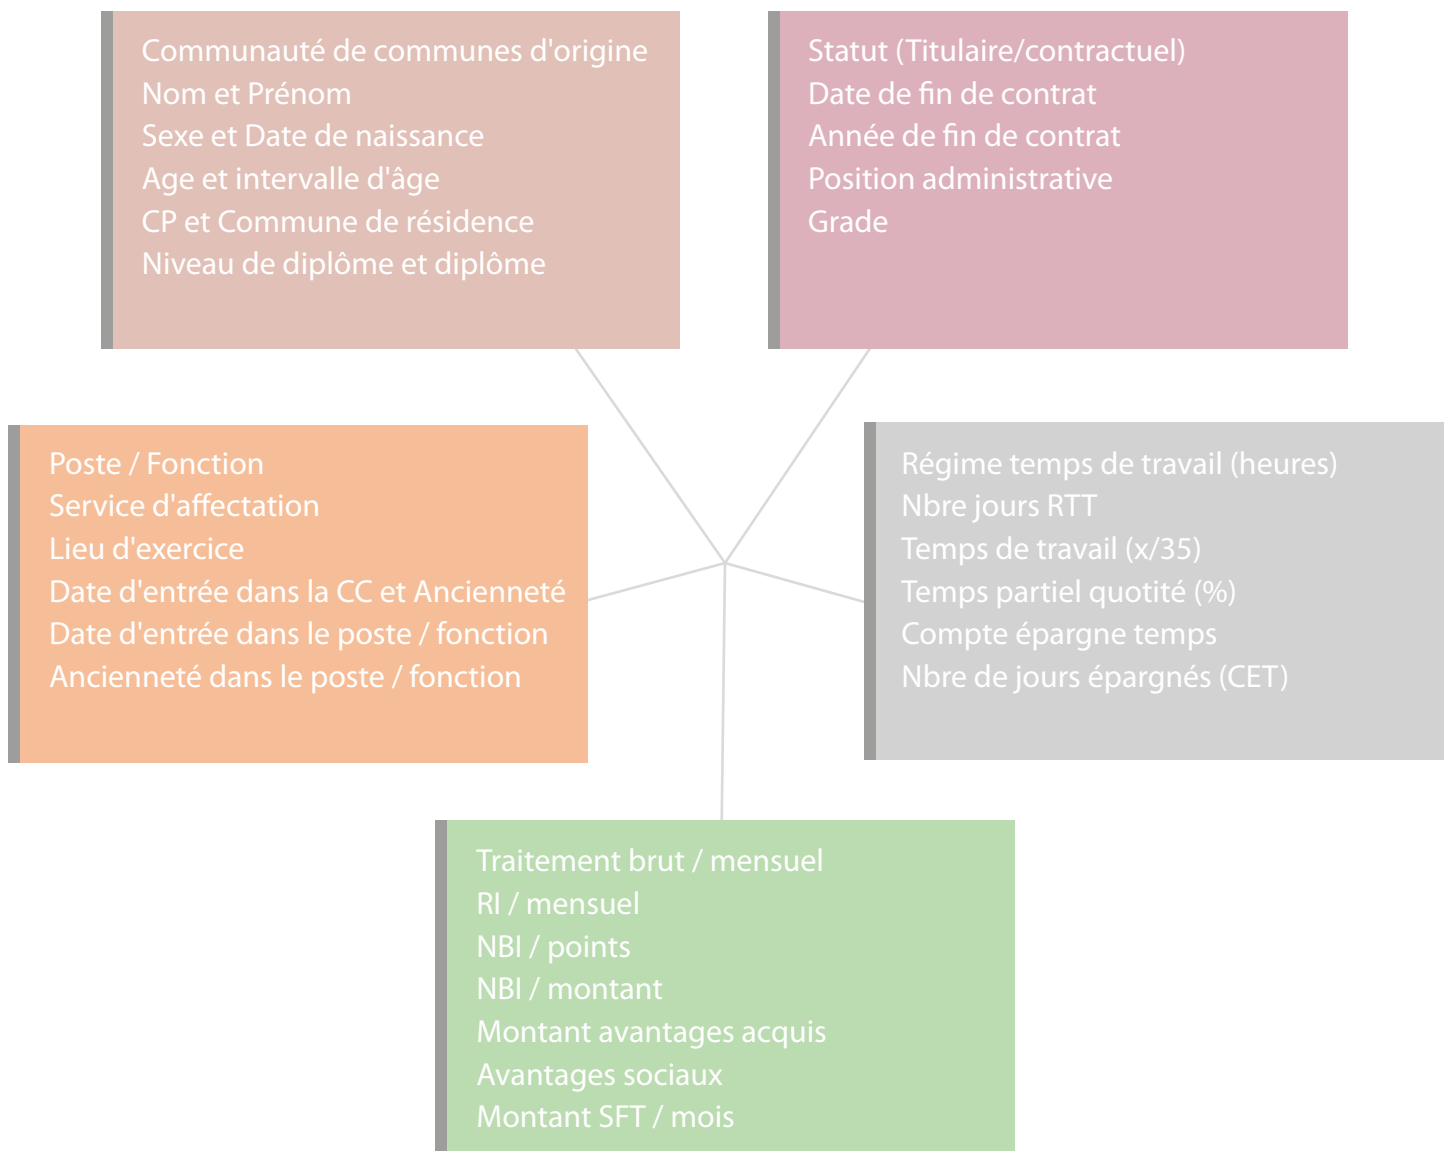 Communauté de communes d'origine
Nom et Prénom
Sexe et Date de naissance
Age et intervalle d'âge
CP et Commune de résidence
Niveau de diplôme et diplôme
Statut (Titulaire/contractuel)
Date de fin de contrat
Année de fin de contrat
Position administrative
Grade
Poste / Fonction
Service d'affectation
Lieu d'exercice
Date d'entrée dans la CC et Ancienneté
Date d'entrée dans le poste / fonction
Ancienneté dans le poste / fonction
Régime temps de travail (heures)
Nbre jours RTT
Temps de travail (x/35)
Temps partiel quotité (%)
Compte épargne temps
Nbre de jours épargnés (CET)
Traitement brut / mensuel
RI / mensuel
NBI / points
NBI / montant
Montant avantages acquis
Avantages sociaux
Montant SFT / mois